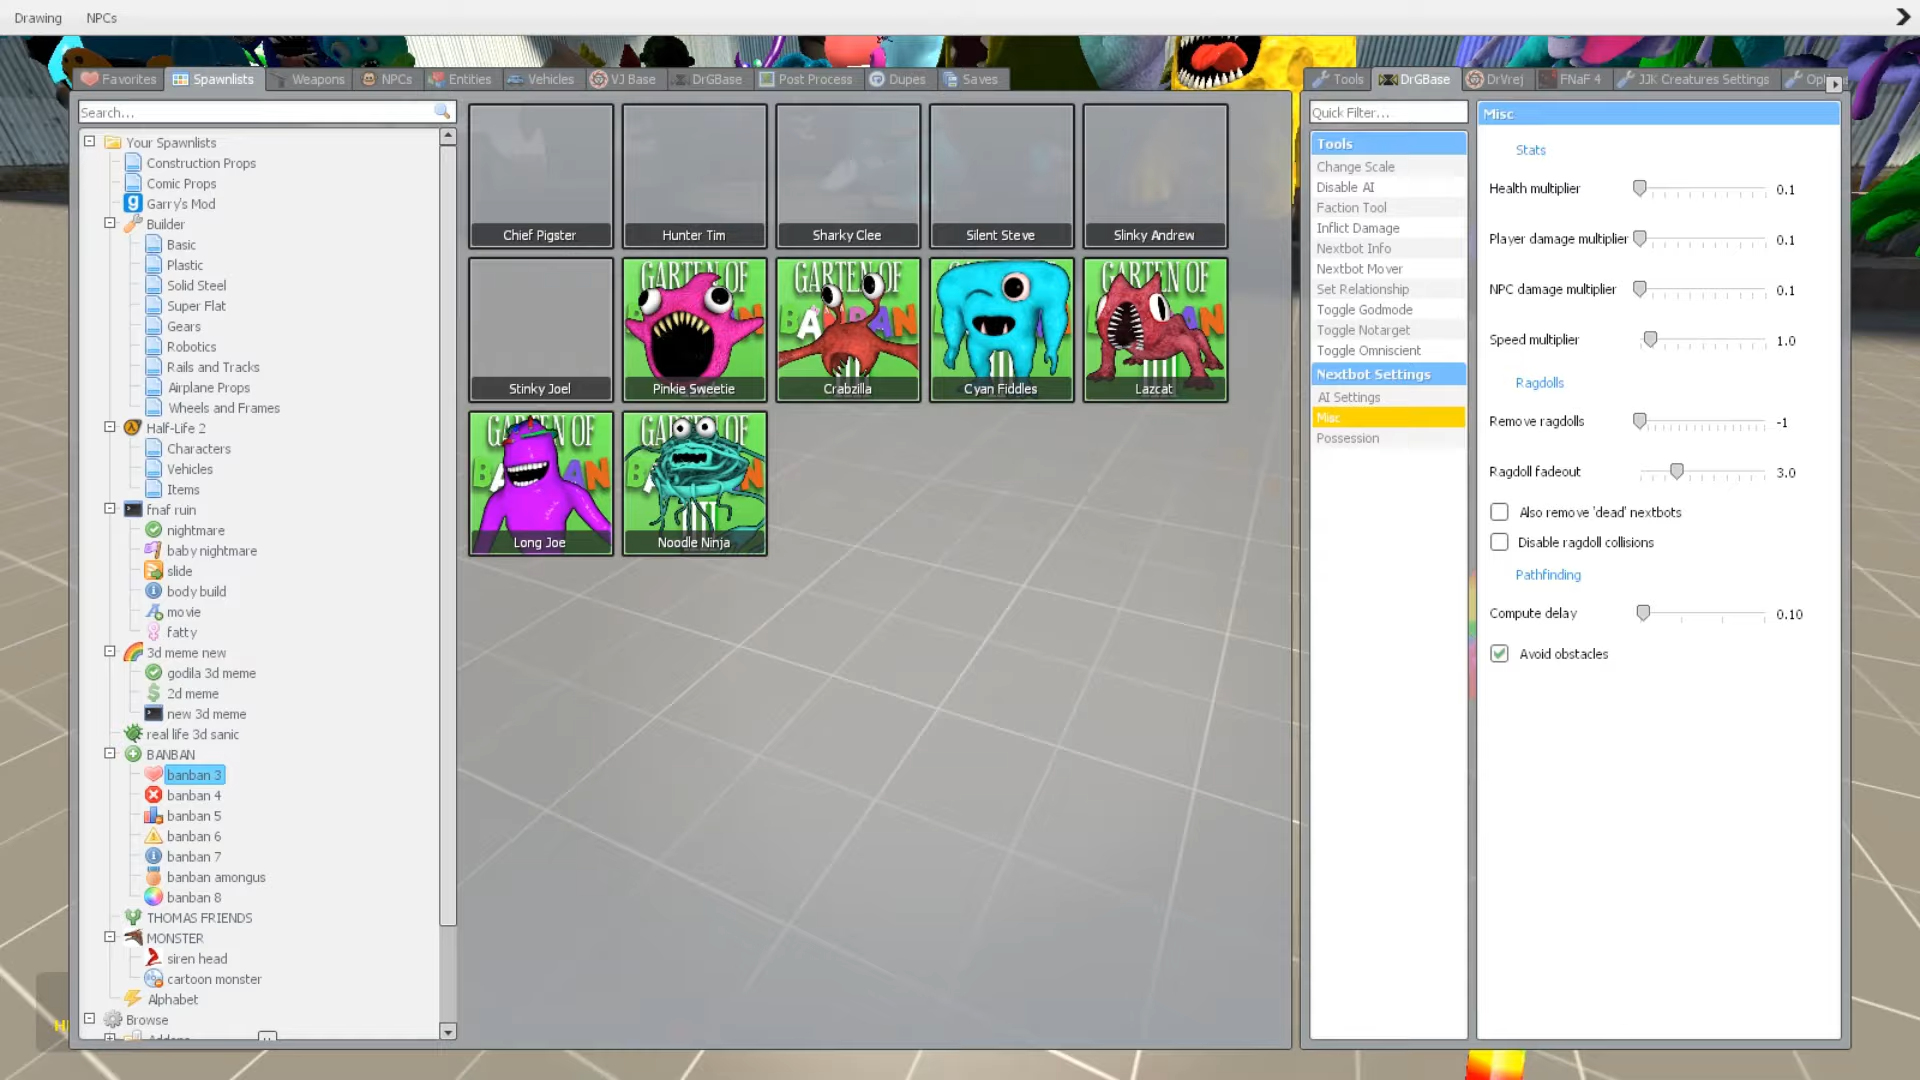 Drawing NPCs
Favorites Spawnlists Weapons NPCs Entities Vehicles VJ Base DrGBase Post Process Dupes Saves
Search...
Your Spawnlists
Construction Props
Comic Props
Garry's Mod
Builder
Basic
Plastic
Solid Steel
Super Flat
Gears
Robotics
Rails and Tracks
Airplane Props
Wheels and Frames
Half-Life 2
Characters
Vehicles
Items
fnaf ruin
nightmare
baby nightmare
slide
body build
movie
fatty
3d meme new
godila 3d meme
2d meme
new 3d meme
real life 3d sanic
BANBAN
banban 3
banban 4
banban 5
banban 6
banban 7
banban amongus
banban 8
THOMAS FRIENDS
MONSTER
siren head
cartoon monster
Alphabet
Browse
Addons
Chief Pigster Hunter Tim Sharky Clee Silent Steve Slinky Andrew
GARTEN OF GARTEN OF GARTEN OF
BANBAN
Stinky Joel Pinkie Sweetie Crabzilla Cyan Fiddles Lazcat
Long Joe Noodle Ninja
Tools DrGBase DrVrej FNaF 4 JJK Creatures Settings
Quick Filter...
Tools
Change Scale
Disable AI
Faction Tool
Inflict Damage
Nextbot Info
Nextbot Mover
Set Relationship
Toggle Godmode
Toggle Notarget
Toggle Omniscient
Nextbot Settings
AI Settings
Misc
Possession
Misc
Stats
Health multiplier 0.1
Player damage multiplier 0.1
NPC damage multiplier 0.1
Speed multiplier 1.0
Ragdolls
Remove ragdolls -1
Ragdoll fadeout 3.0
Also remove 'dead' nextbots
Disable ragdoll collisions
Pathfinding
Compute delay 0.10
Avoid obstacles